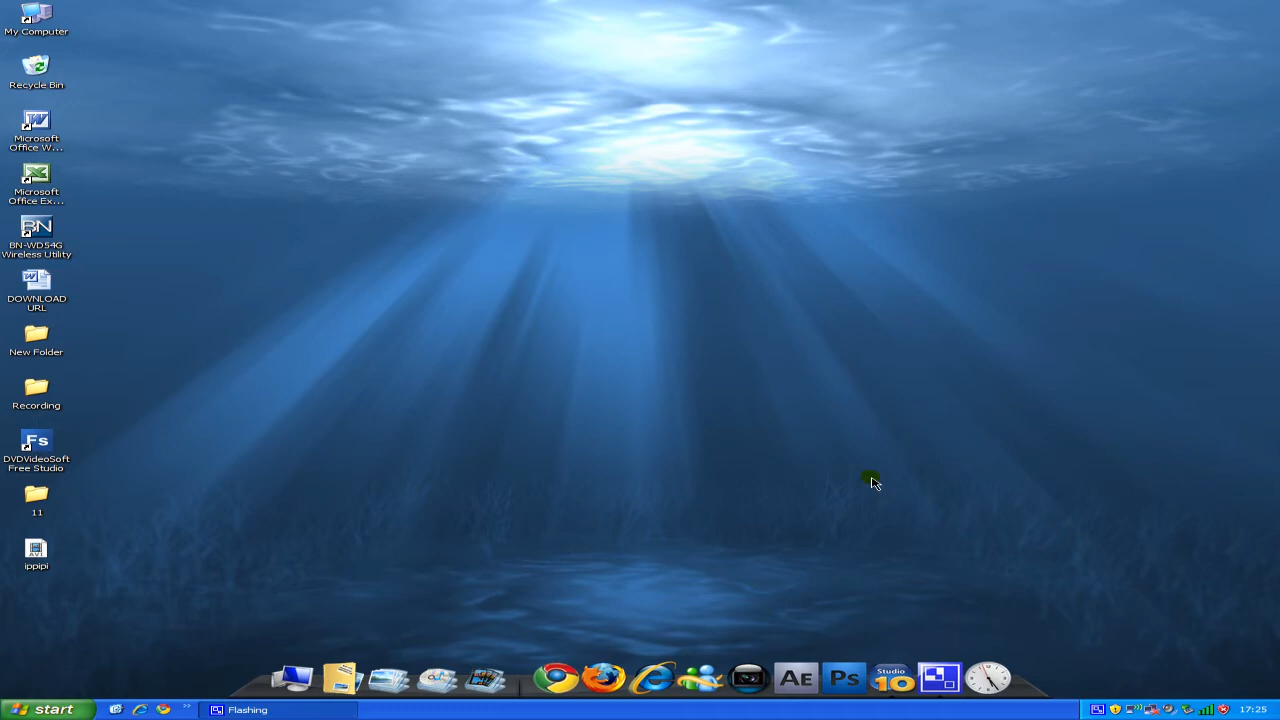 My Computer
Recycle Bin
Microsoft
Office W...
Microsoft
Office Ex...
BN
BN-WD54G
Wireless Utility
DOWNLOAD
URL
New Folder
Recording
Fs
DVDVideoSoft
Free Studio
11
AVI
ippipi
AE
Ps
Studio
10
start
Flashing
17:25